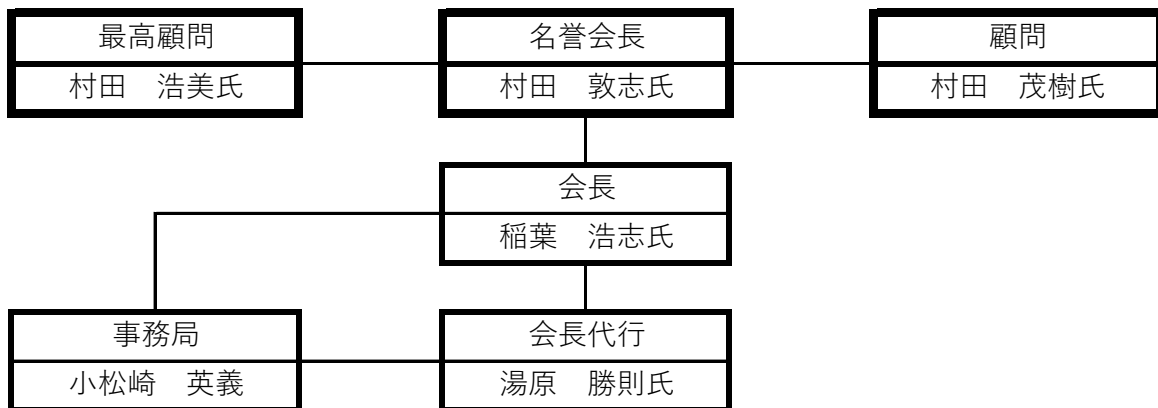 最高顧問
村田　浩美氏
名誉会長
村田　敦志氏
顧問
村田　茂樹氏
会長
稲葉　浩志氏
事務局
小松崎　英義
会長代行
湯原　勝則氏